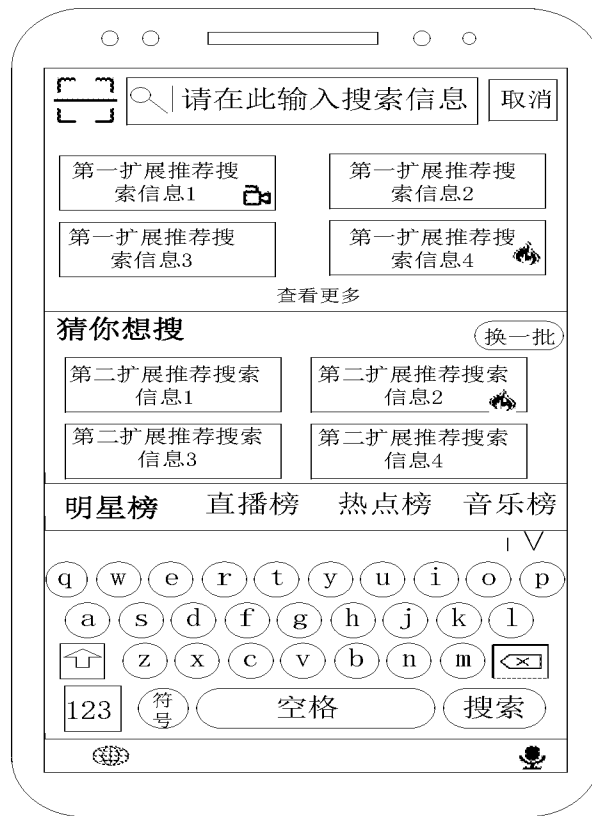 请在此输入搜索信息 取消
第一扩展推荐搜 第一扩展推荐搜
索信息1 索信息2
第一扩展推荐搜 第一扩展推荐搜
索信息3 索信息4
查看更多
猜你想搜 换一批
第二扩展推荐搜索 第二扩展推荐搜索
信息1 信息2
第二扩展推荐搜索 第二扩展推荐搜索
信息3 信息4
明星榜 直播榜 热点榜 音乐榜
q w e r t y u i o p
a s d f g h j k l
z x c v b n m
123 符号 空格 搜索